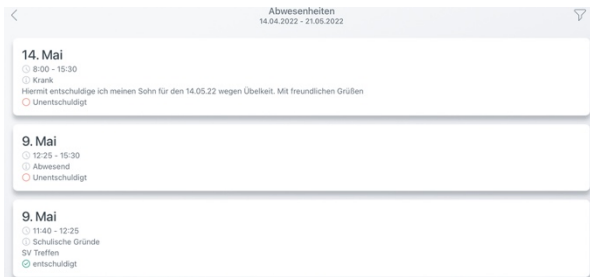 Abwesenheiten
14.04.2022 - 21.05.2022
14. Mai
8:00 - 15:30
Krank
Hiermit entschuldige ich meinen Sohn für den 14.05.22 wegen Übelkeit. Mit freundlichen Grüßen
Unentschuldigt
9. Mai
12:25 - 15:30
Abwesend
Unentschuldigt
9. Mai
11:40 - 12:25
Schulische Gründe
SV Treffen
entschuldigt